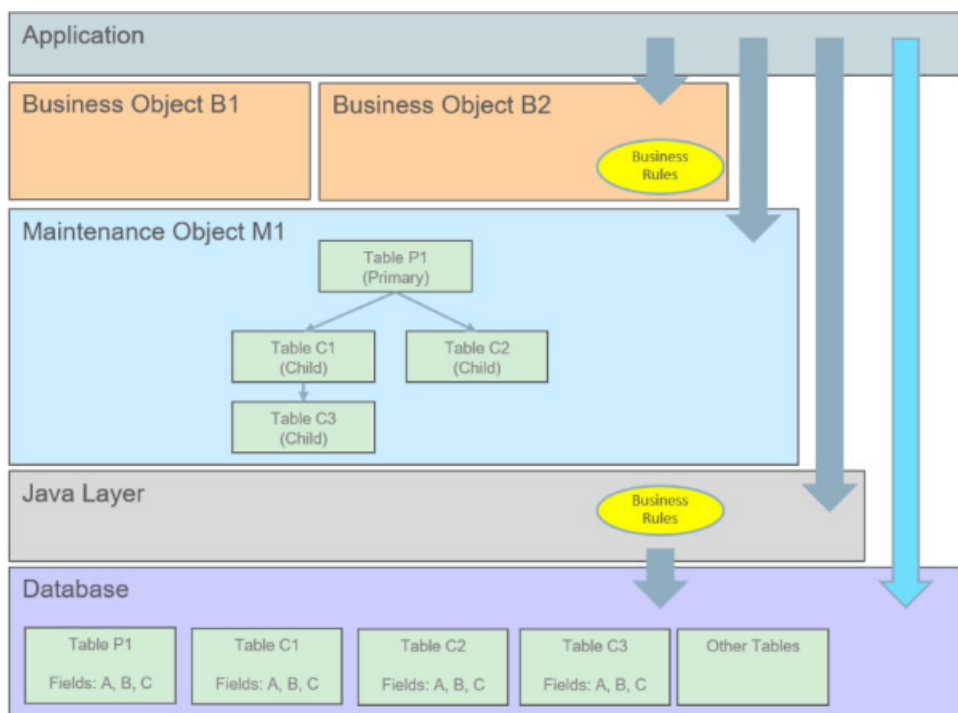 Application
Business Object B1
Business Object B2
Business
Rules
Maintenance Object M1
Table P1
(Primary)
Table C1
(Child)
Table C2
(Child)
Table C3
(Child)
Java Layer
Business
Rules
Database
Table P1
Fields: A, B, C
Table C1
Fields: A, B, C
Table C2
Fields: A, B, C
Table C3
Fields: A, B, C
Other Tables